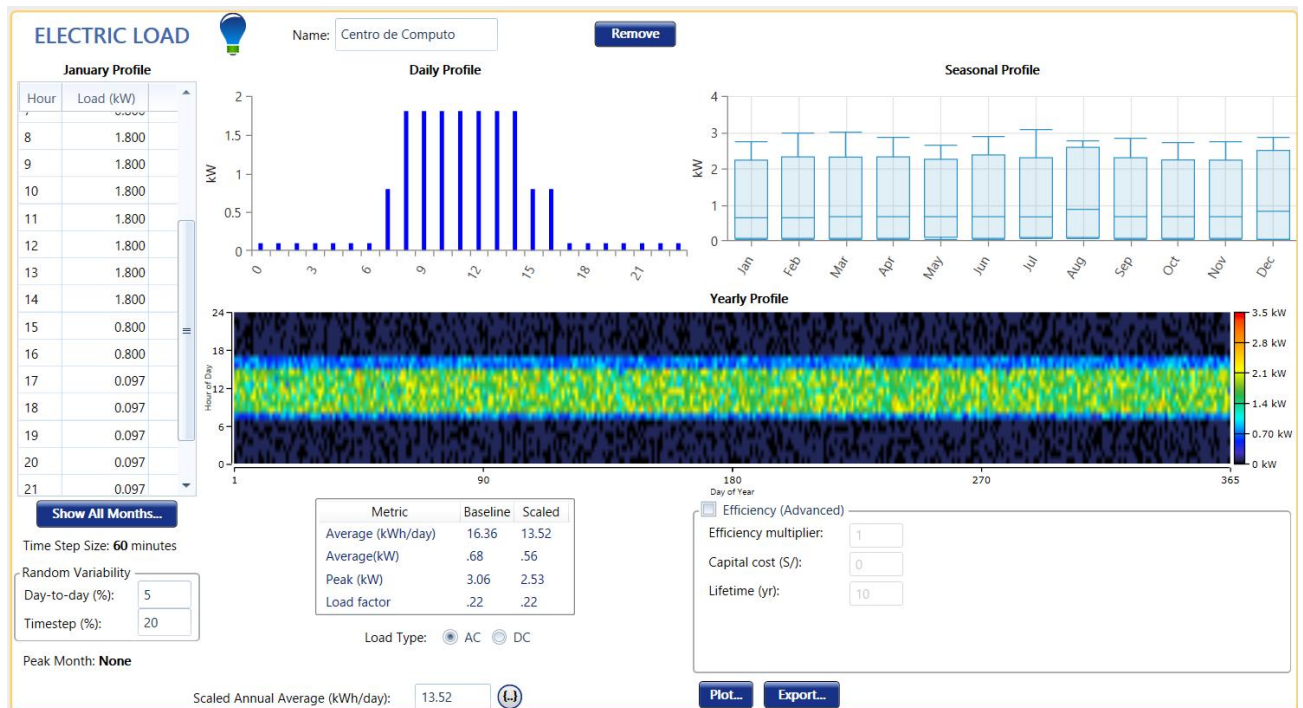 ELECTRIC LOAD
Name: Centro de Computo
Remove
January Profile
Hour Load (kW)
8 1.800
9 1.800
10 1.800
11 1.800
12 1.800
13 1.800
14 1.800
15 0.800
16 0.800
17 0.097
18 0.097
19 0.097
20 0.097
21 0.097
Show All Months...
Time Step Size: 60 minutes
Random Variability
Day-to-day (%): 5
Timestep (%): 20
Peak Month: None
Daily Profile
kW
2
1.5
1
0.5
0
0 3 6 9 12 15 18 21
Seasonal Profile
kW
4
3
2
1
0
Jan Feb Mar Apr May Jun Jul Aug Sep Oct Nov Dec
Yearly Profile
Hour of Day
24
18
12
6
0
1 90 180 270 365
Day of Year
3.5 kW
2.8 kW
2.1 kW
1.4 kW
0.70 kW
0 kW
Metric Baseline Scaled
Average (kWh/day) 16.36 13.52
Average(kW) .68 .56
Peak (kW) 3.06 2.53
Load factor .22 .22
Load Type: AC DC
Scaled Annual Average (kWh/day): 13.52 {..}
Efficiency (Advanced)
Efficiency multiplier: 1
Capital cost (S/): 0
Lifetime (yr): 10
Plot... Export...